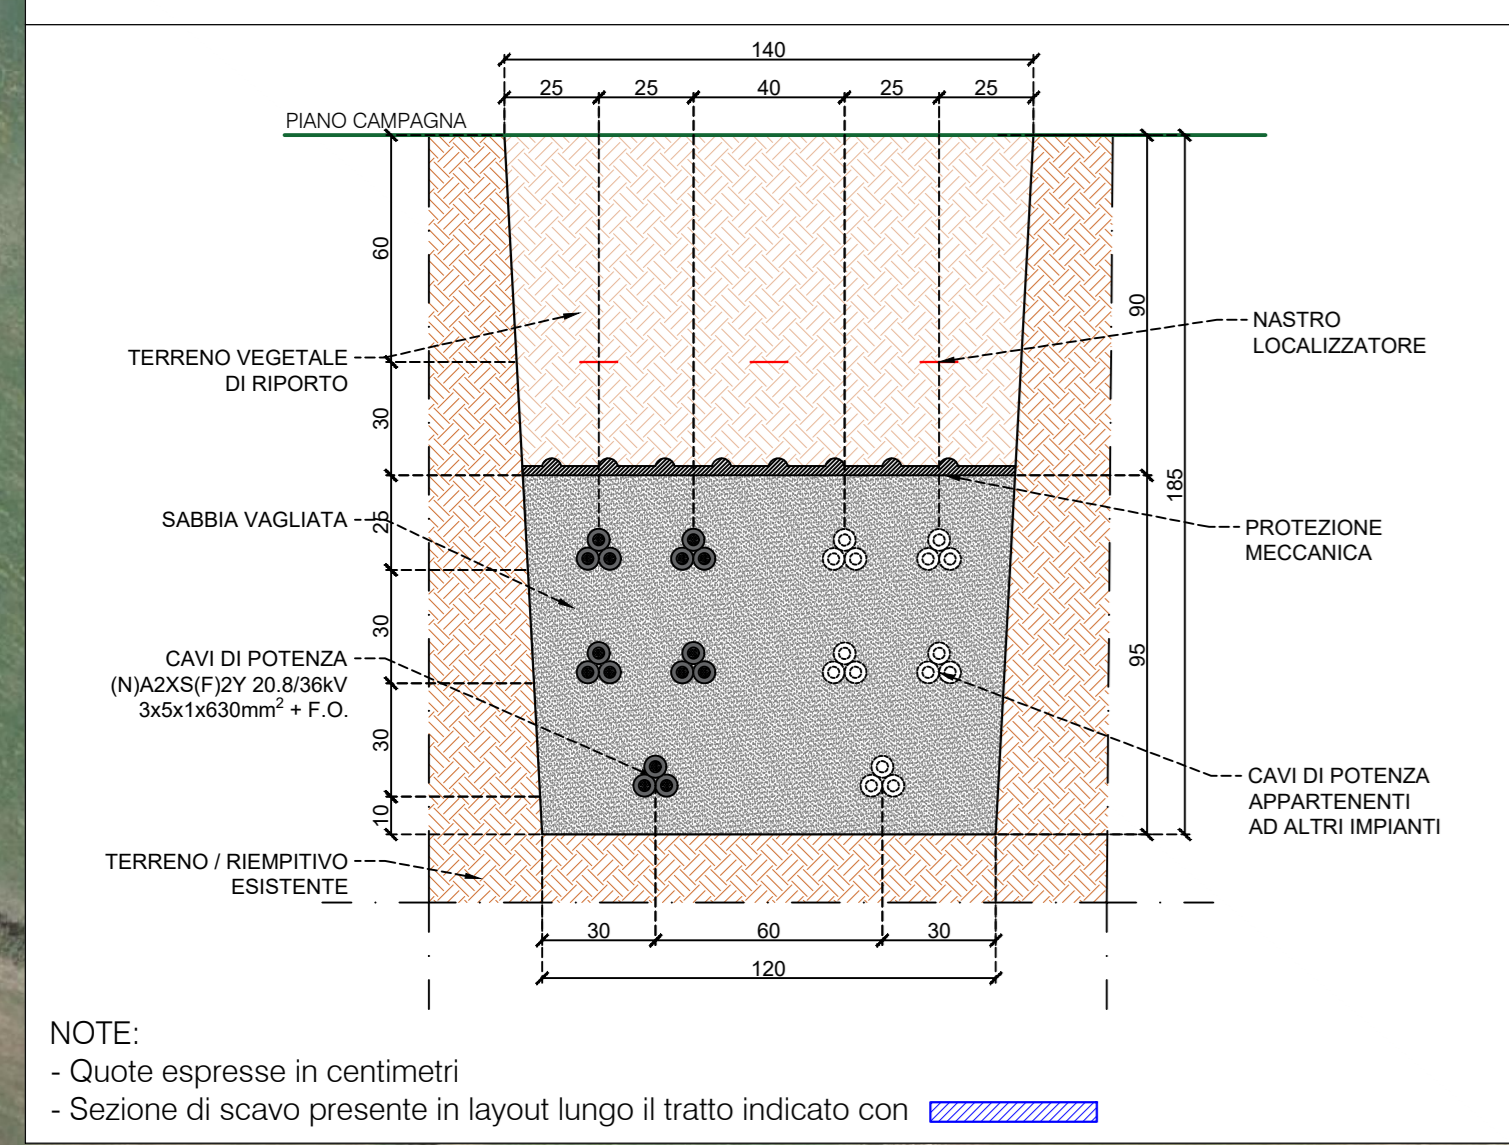 140
25 25 40 25 25
PIANO CAMPAGNA
60
90
NASTRO
LOCALIZZATORE
TERRENO VEGETALE
DI RIPORTO
30
185
SABBIA VAGLIATA
25
PROTEZIONE
MECCANICA
30
95
CAVI DI POTENZA
(N)A2XS(F)2Y 20.8/36kV
3x5x1x630mm² + F.O.
30
CAVI DI POTENZA
APPARTENENTI
AD ALTRI IMPIANTI
10
TERRENO / RIEMPITIVO
ESISTENTE
30 60 30
120
NOTE:
- Quote espresse in centimetri
- Sezione di scavo presente in layout lungo il tratto indicato con